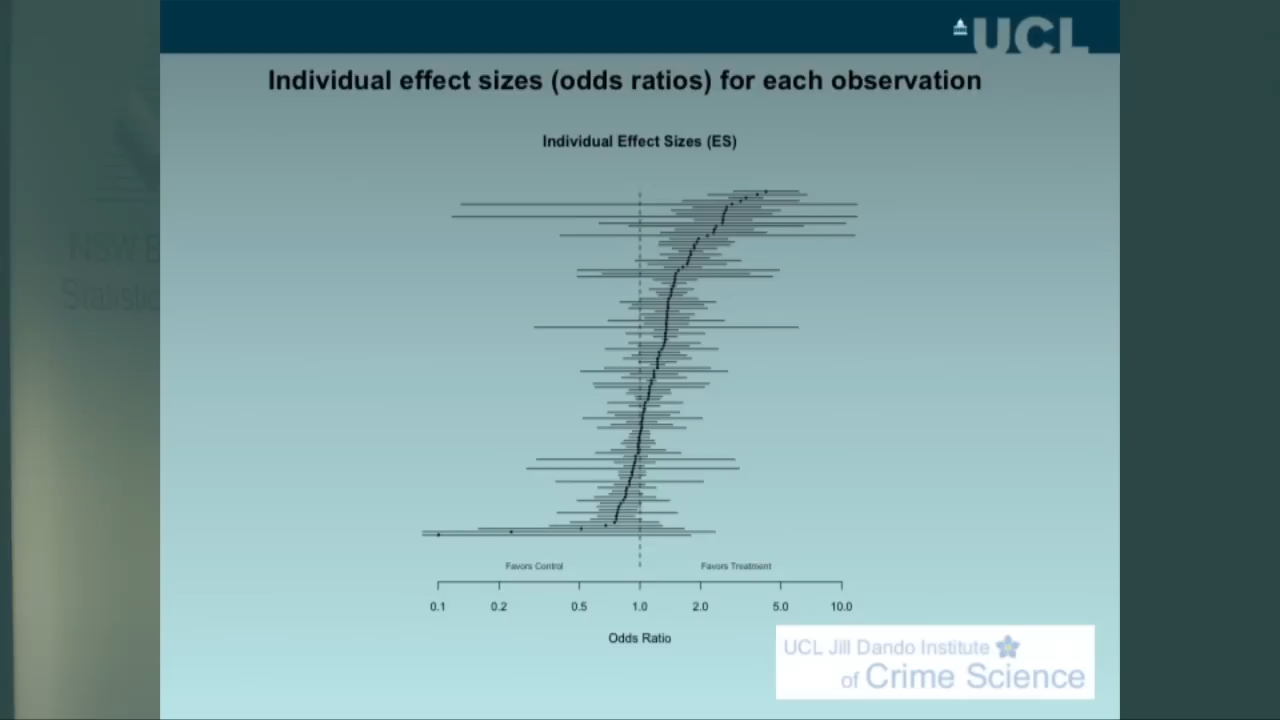 UCL
Individual effect sizes (odds ratios) for each observation
Individual Effect Sizes (ES)
Favors Control
Favors Treatment
0.1
0.2
0.5
1.0
2.0
5.0
10.0
Odds Ratio
UCL Jill Dando Institute
of Crime Science
NSW B
Statistic